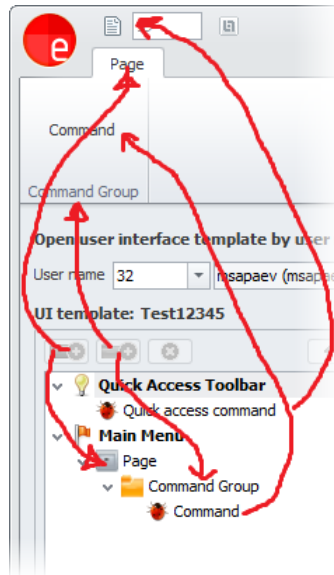 e
Page
Command
Command Group
Open user interface template by user
User name 32 msapaev (msapae
UI template: Test12345
Quick Access Toolbar
Quick access command
Main Menu
Page
Command Group
Command